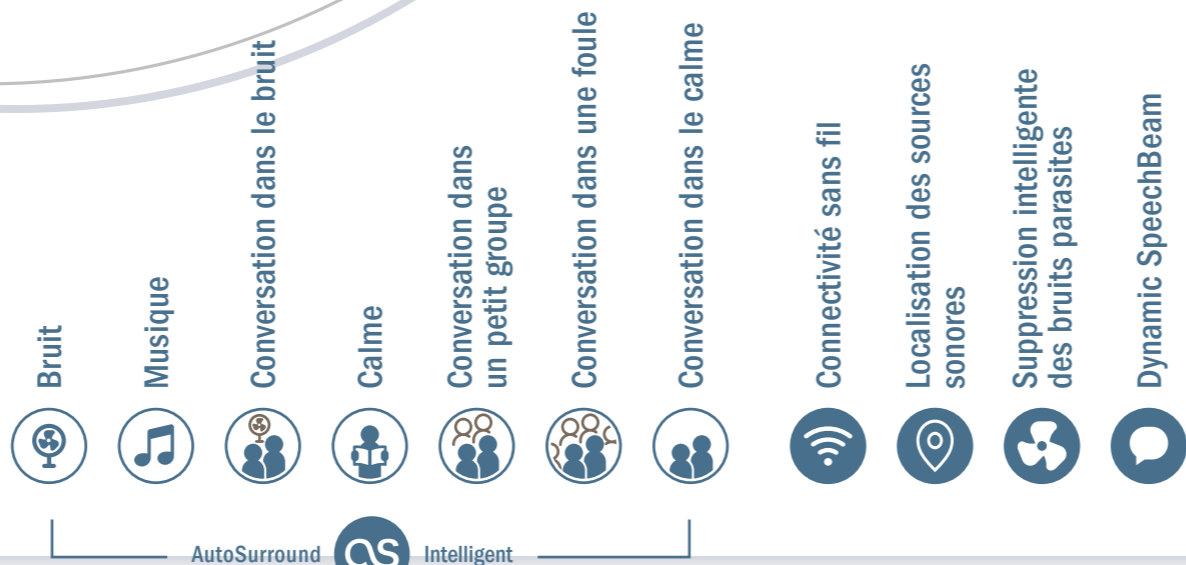 Bruit
Musique
Conversation dans le bruit
Calme
Conversation dans
un petit groupe
Conversation dans une foule
Conversation dans le calme
Connectivité sans fil
Localisation des sources
sonores
Suppression intelligente
des bruits parasites
Dynamic SpeechBeam
AutoSurround as Intelligent